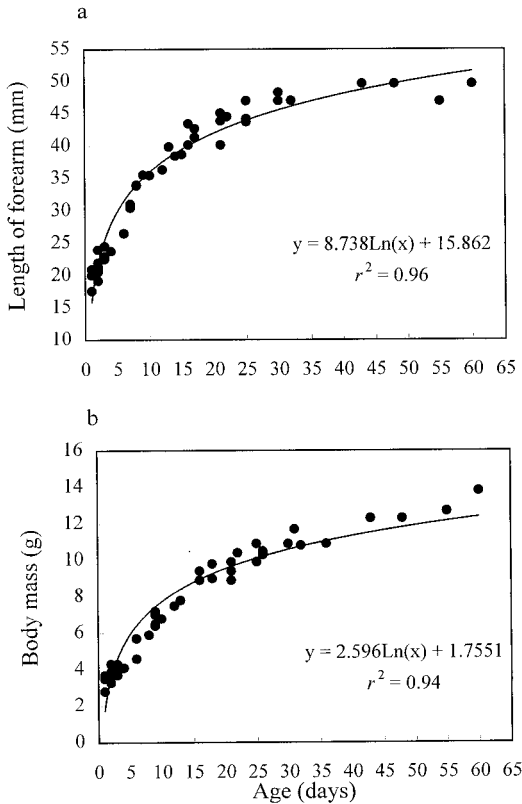 a
Length of forearm (mm)
55
50
45
40
35
30
25
20
15
10
y = 8.738Ln(x) + 15.862
r² = 0.96
0 5 10 15 20 25 30 35 40 45 50 55 60 65
b
Body mass (g)
16
14
12
10
8
6
4
2
0
y = 2.596Ln(x) + 1.7551
r² = 0.94
0 5 10 15 20 25 30 35 40 45 50 55 60 65
Age (days)